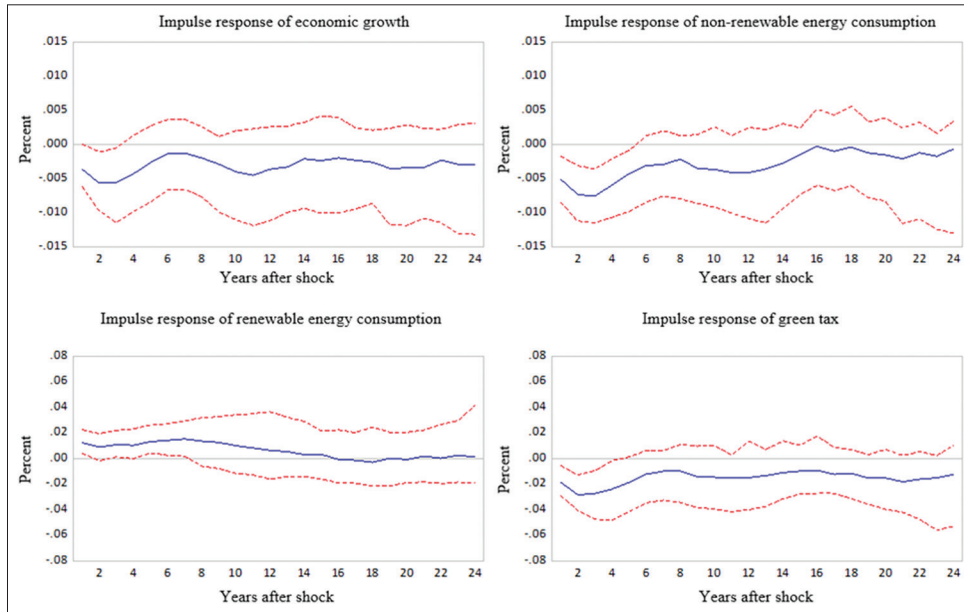 Impulse response of economic growth
.015
.010
.005
.000
-.005
-.010
-.015
Percent
2 4 6 8 10 12 14 16 18 20 22 24
Years after shock
Impulse response of non-renewable energy consumption
.015
.010
.005
.000
-.005
-.010
-.015
Percent
2 4 6 8 10 12 14 16 18 20 22 24
Years after shock
Impulse response of renewable energy consumption
.08
.06
.04
.02
.00
-.02
-.04
-.06
-.08
Percent
2 4 6 8 10 12 14 16 18 20 22 24
Years after shock
Impulse response of green tax
.08
.06
.04
.02
.00
-.02
-.04
-.06
-.08
Percent
2 4 6 8 10 12 14 16 18 20 22 24
Years after shock